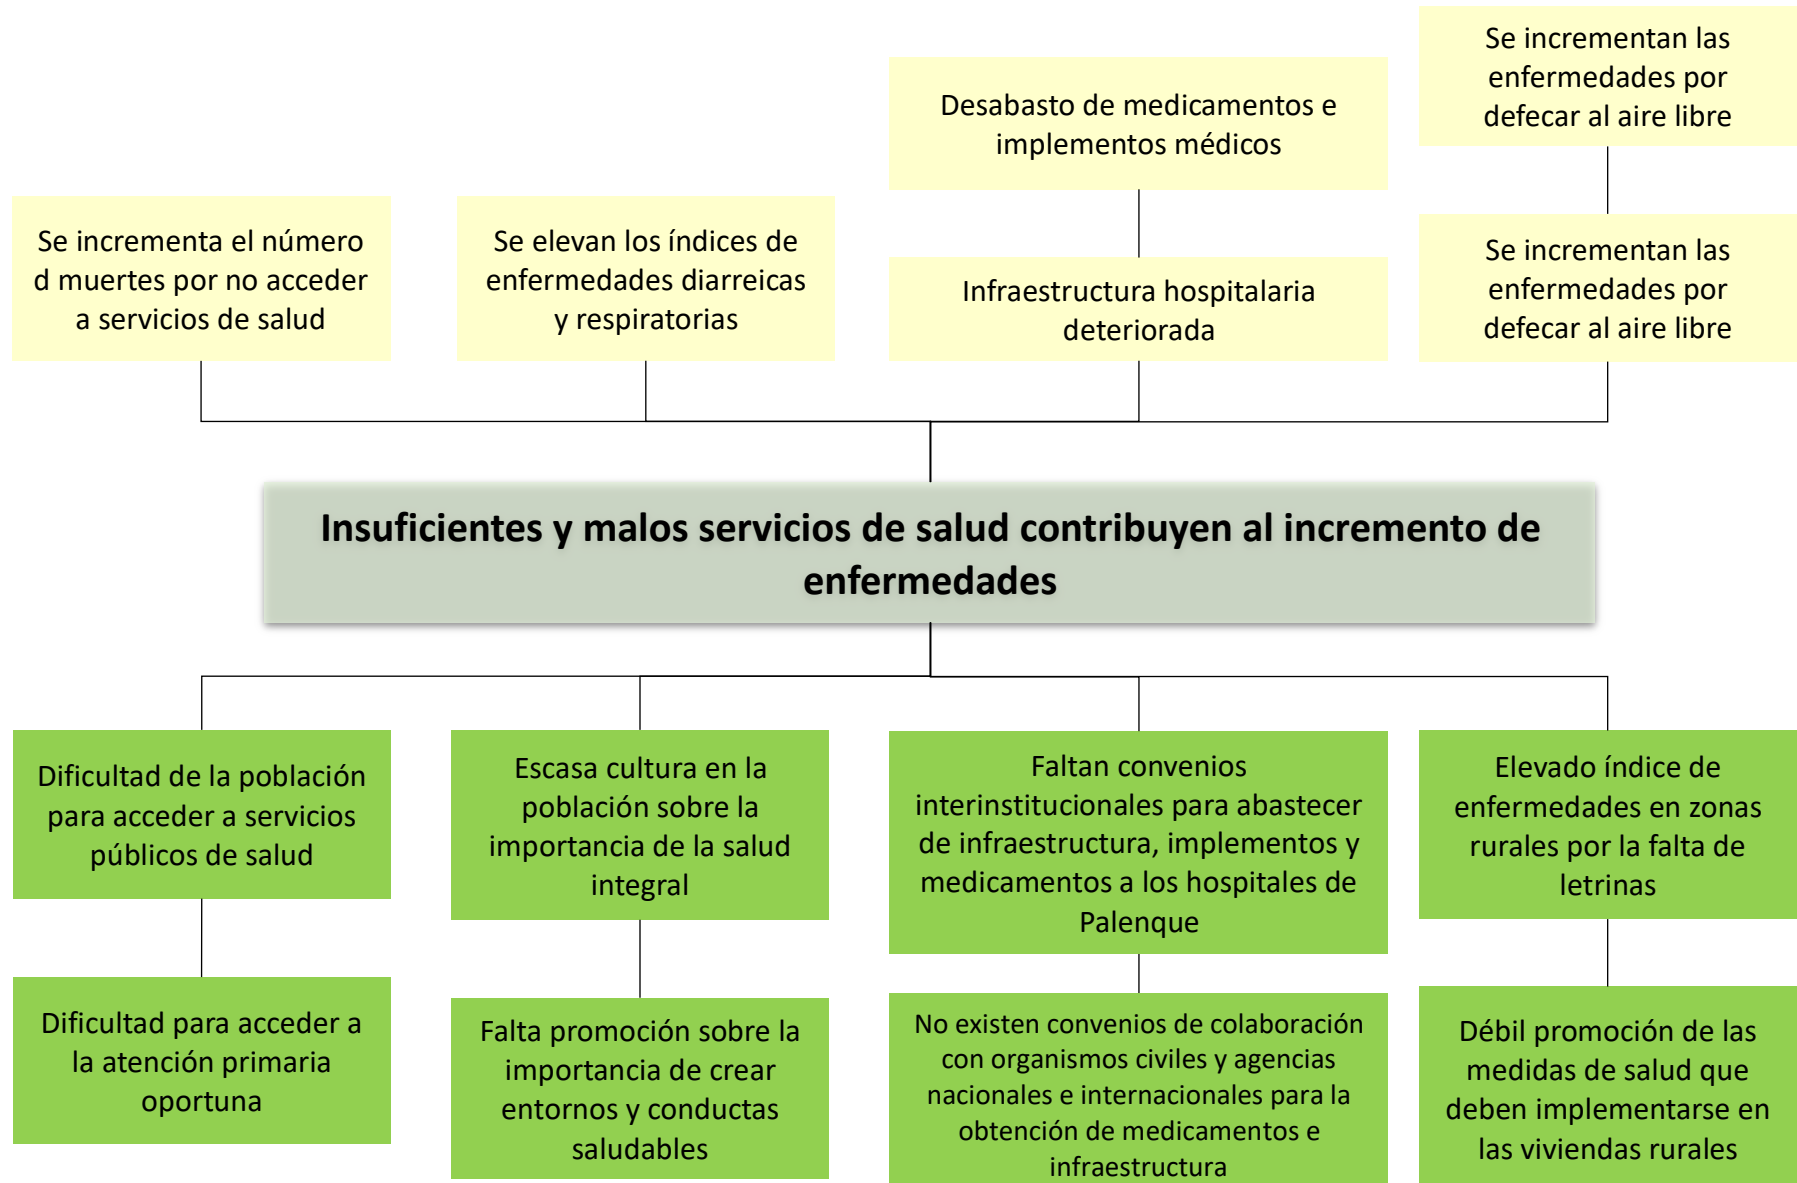 Se incrementan las
enfermedades por
defecar al aire libre
Desabasto de medicamentos e
implementos médicos
Se incrementa el número
d muertes por no acceder
a servicios de salud
Se elevan los índices de
enfermedades diarreicas
y respiratorias
Infraestructura hospitalaria
deteriorada
Se incrementan las
enfermedades por
defecar al aire libre
Insuficientes y malos servicios de salud contribuyen al incremento de
enfermedades
Dificultad de la población
para acceder a servicios
públicos de salud
Escasa cultura en la
población sobre la
importancia de la salud
integral
Faltan convenios
interinstitucionales para abastecer
de infraestructura, implementos y
medicamentos a los hospitales de
Palenque
Elevado índice de
enfermedades en zonas
rurales por la falta de
letrinas
Dificultad para acceder a
la atención primaria
oportuna
Falta promoción sobre la
importancia de crear
entornos y conductas
saludables
No existen convenios de colaboración
con organismos civiles y agencias
nacionales e internacionales para la
obtención de medicamentos e
infraestructura
Débil promoción de las
medidas de salud que
deben implementarse en
las viviendas rurales